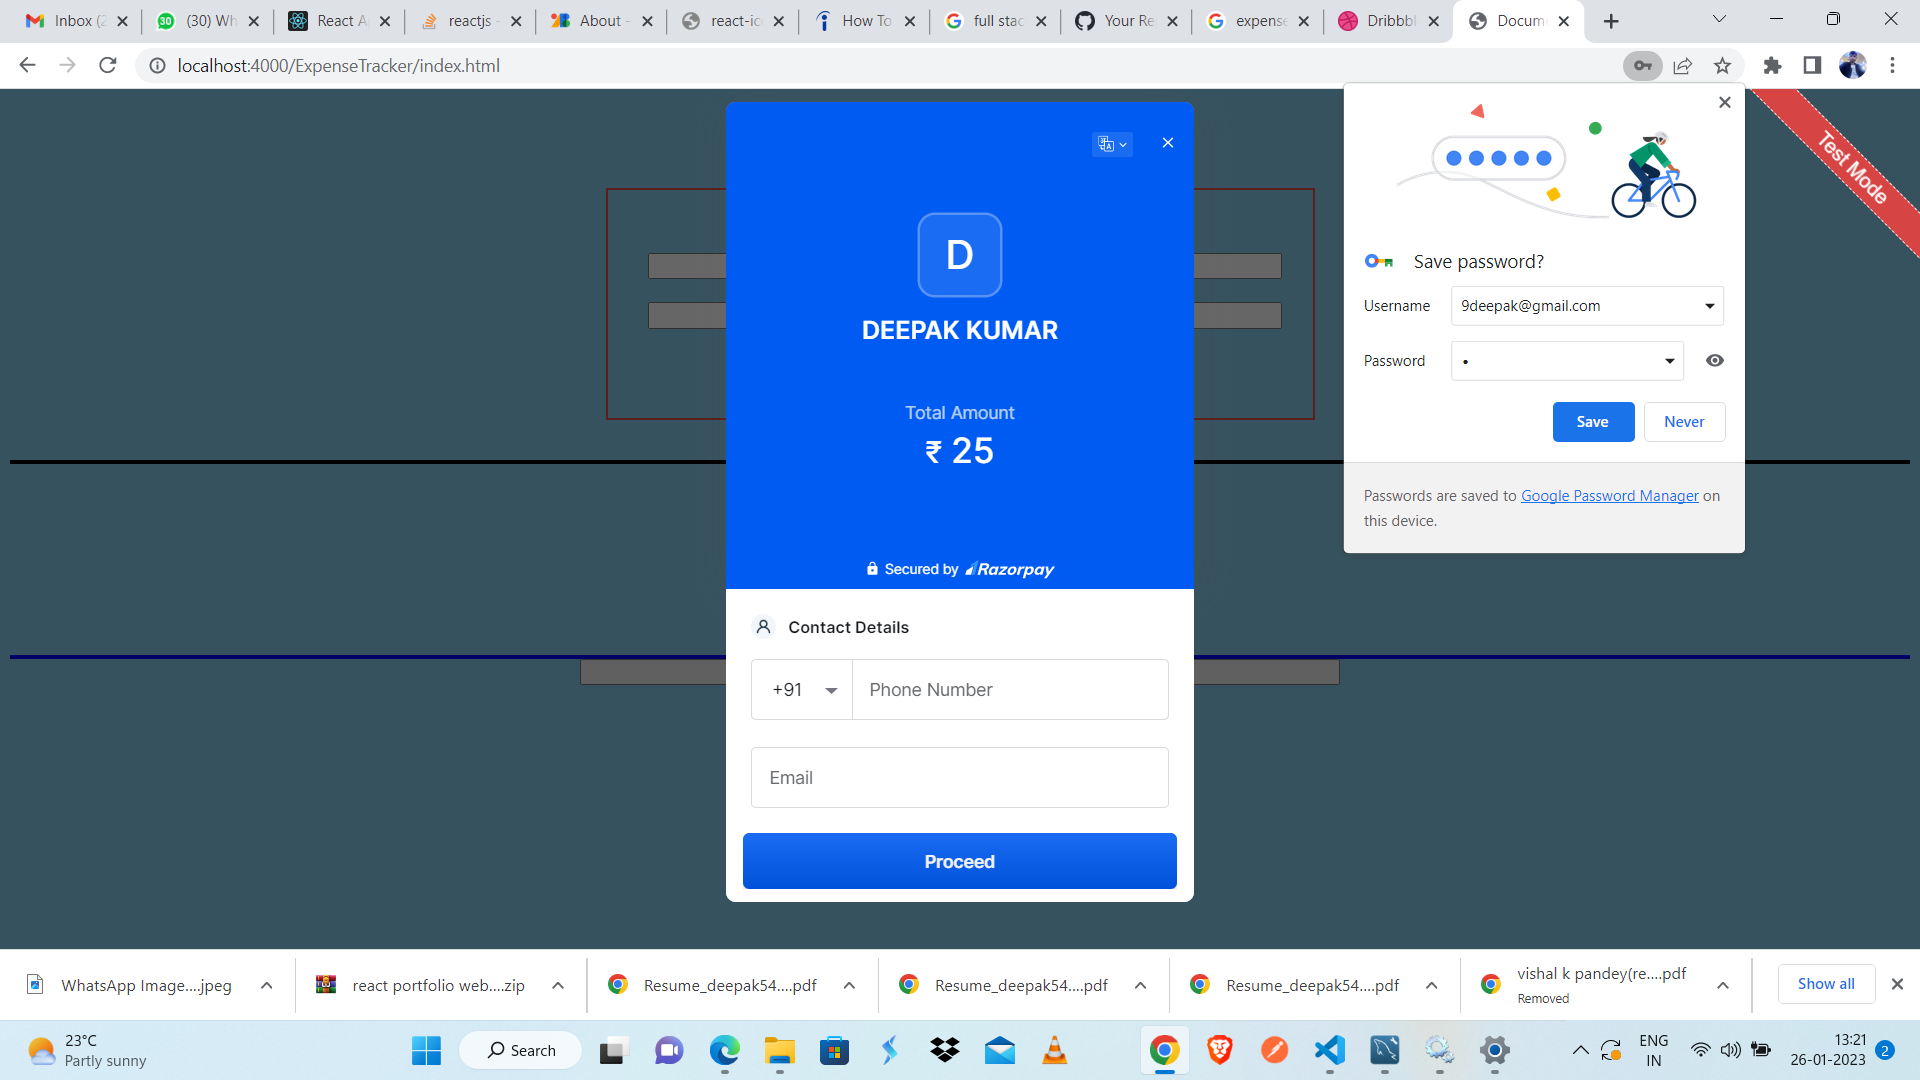 Inbox (2
(30) Wh
React A
reactjs -
About -
react-ic
How To
full stac
Your Re
expense
Dribbbl
Docum
localhost:4000/ExpenseTracker/index.html
Test Mode
D
DEEPAK KUMAR
Total Amount
₹ 25
Secured by Razorpay
Contact Details
+91
Phone Number
Email
Proceed
Save password?
Username
9deepak@gmail.com
Password
•
Save
Never
Passwords are saved to Google Password Manager on
this device.
WhatsApp Image....jpeg
react portfolio web....zip
Resume_deepak54....pdf
Resume_deepak54....pdf
Resume_deepak54....pdf
vishal k pandey(re....pdf
Removed
Show all
23°C
Partly sunny
Search
ENG
IN
13:21
26-01-2023
2